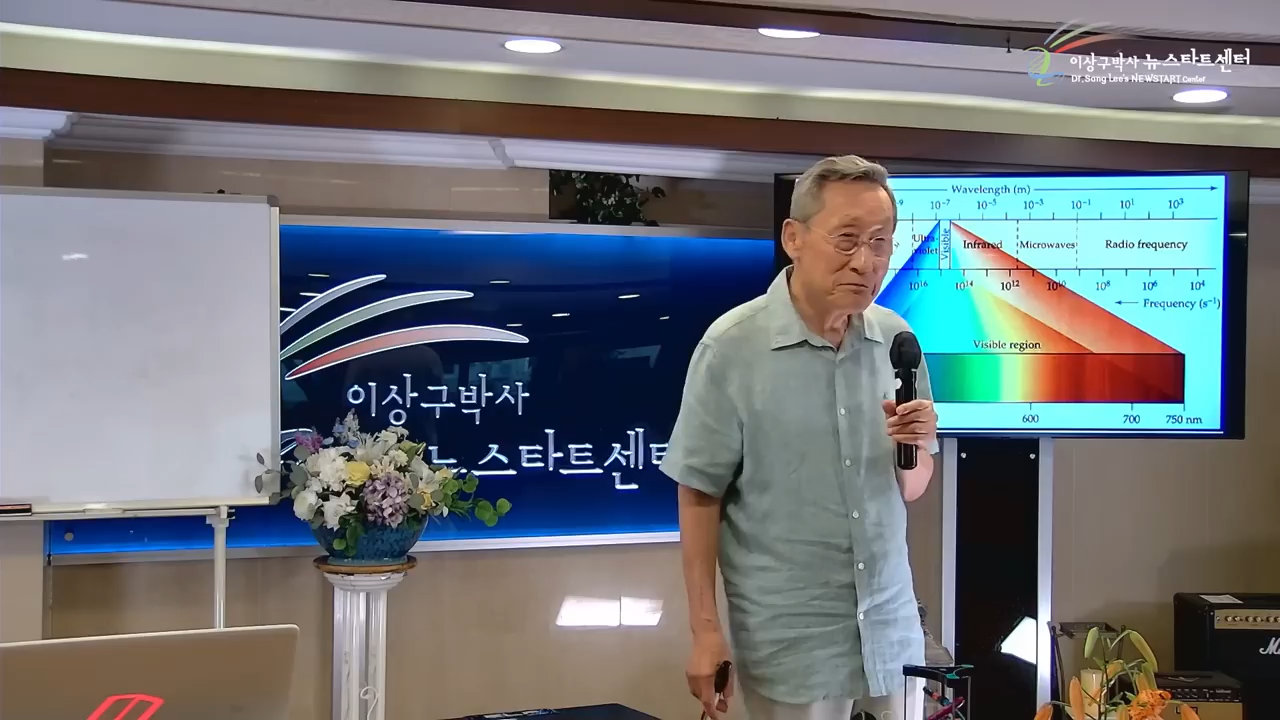 이상구박사 뉴스타트센터
Dr. Sang Lee's NEWSTART Center
Wavelength (m)
10⁻⁷ 10⁻⁵ 10⁻³ 10⁻¹ 10¹ 10³
Visible
Infrared Microwaves Radio frequency
10¹⁶ 10¹⁴ 10¹² 10¹⁰ 10⁸ 10⁶ 10⁴
Frequency (s⁻¹)
Visible region
600 700 750 nm
이상구박사
뉴스타트센터